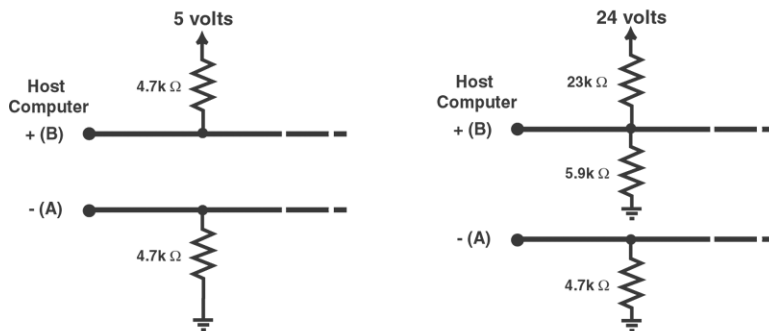 5 volts
4.7k Ω
Host
Computer
+ (B)
- (A)
4.7k Ω
24 volts
23k Ω
Host
Computer
+ (B)
5.9k Ω
- (A)
4.7k Ω